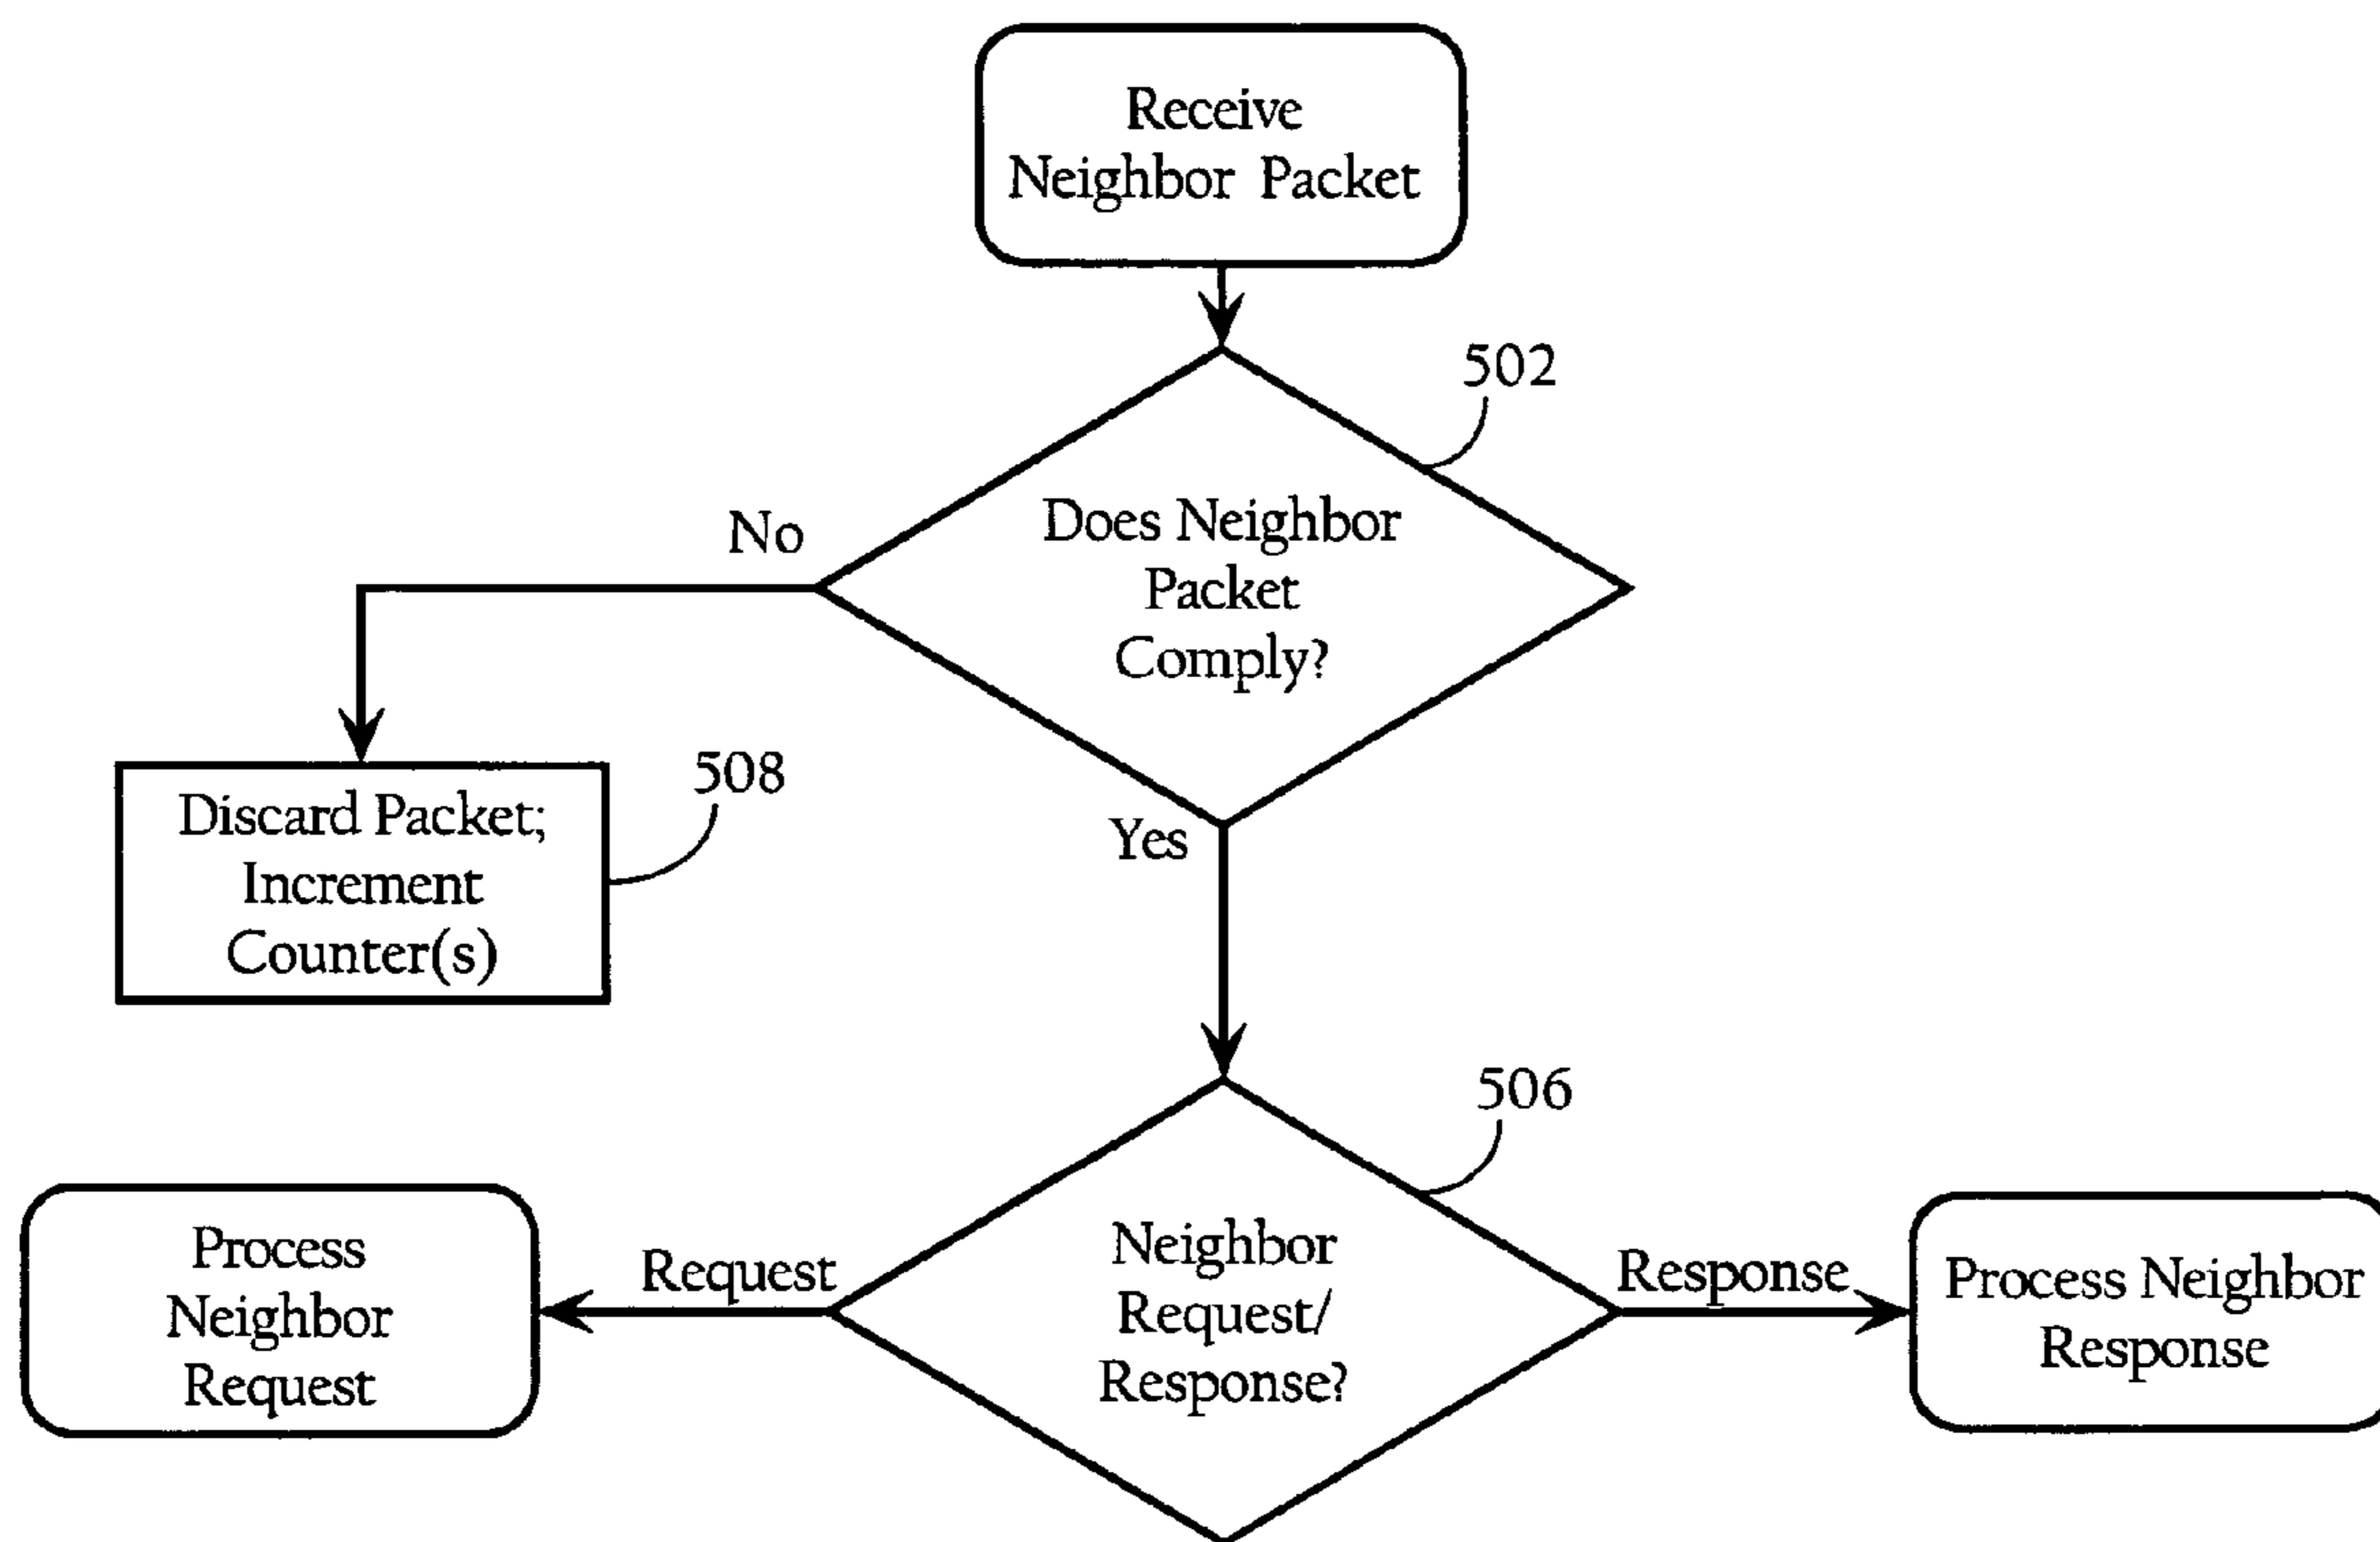 Receive
Neighbor Packet
502
Does Neighbor
Packet
Comply?
No
Yes
508
Discard Packet;
Increment
Counter(s)
506
Neighbor
Request/
Response?
Request
Response
Process
Neighbor
Request
Process Neighbor
Response